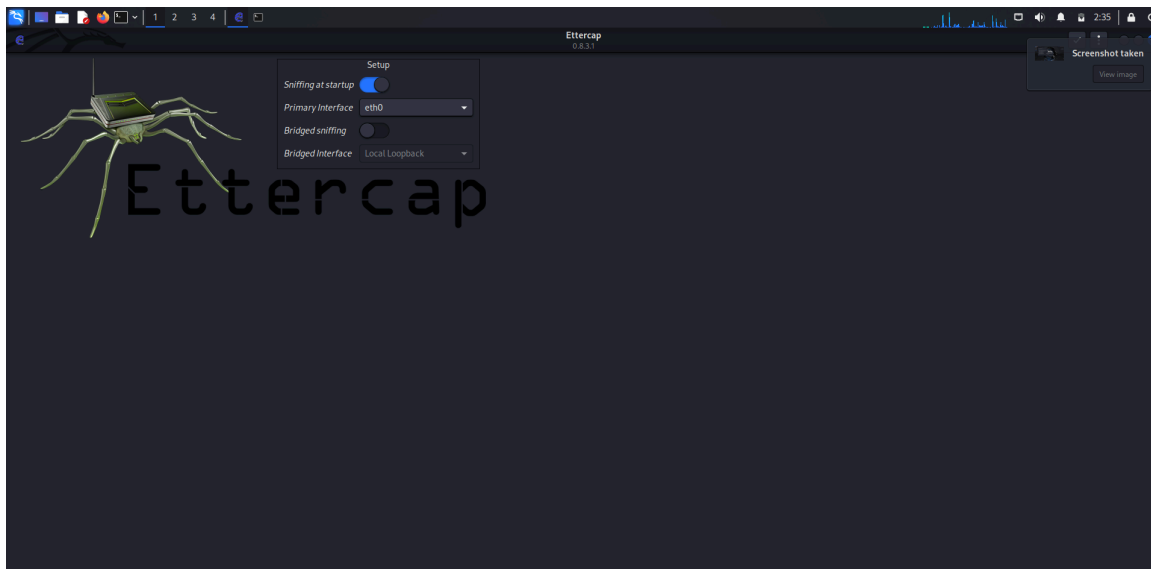 1 2 3 4
2:35
Ettercap
0.8.3.1
Screenshot taken
View image
Setup
Sniffing at startup
Primary Interface eth0
Bridged sniffing
Bridged Interface Local Loopback
Ettercap